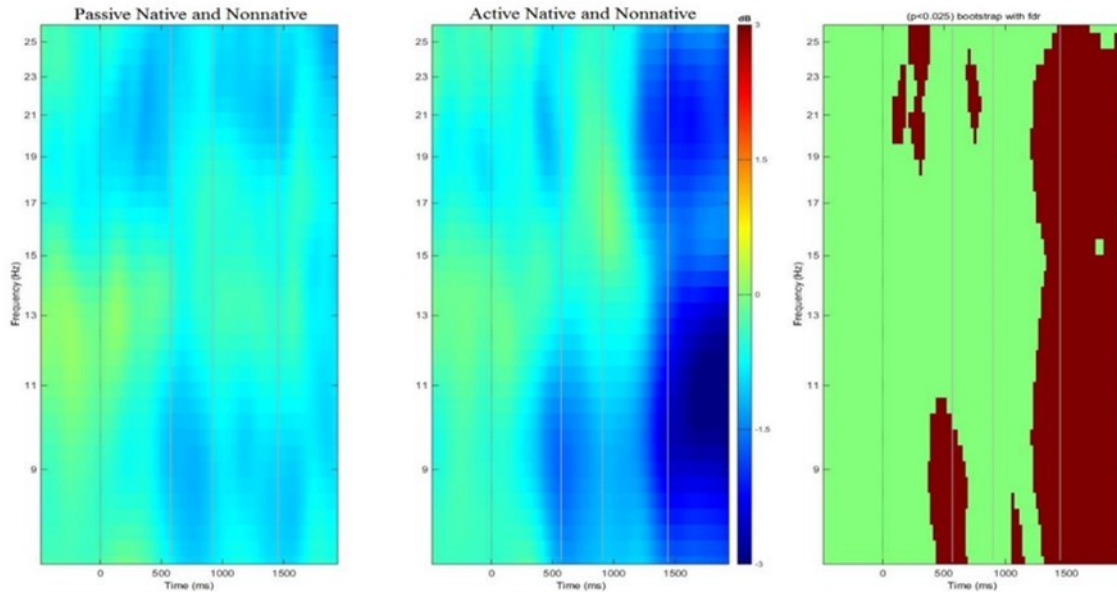 Passive Native and Nonnative
25
23
21
19
17
15
13
11
9
Frequency (Hz)
0 500 1000 1500
Time (ms)
Active Native and Nonnative
25
23
21
19
17
15
13
11
9
0 500 1000 1500
Time (ms)
dB
3
1.5
0
-1.5
-3
(p<0.025) bootstrap with fdr
25
23
21
19
17
15
13
11
9
Frequency (Hz)
0 500 1000 1500
Time (ms)